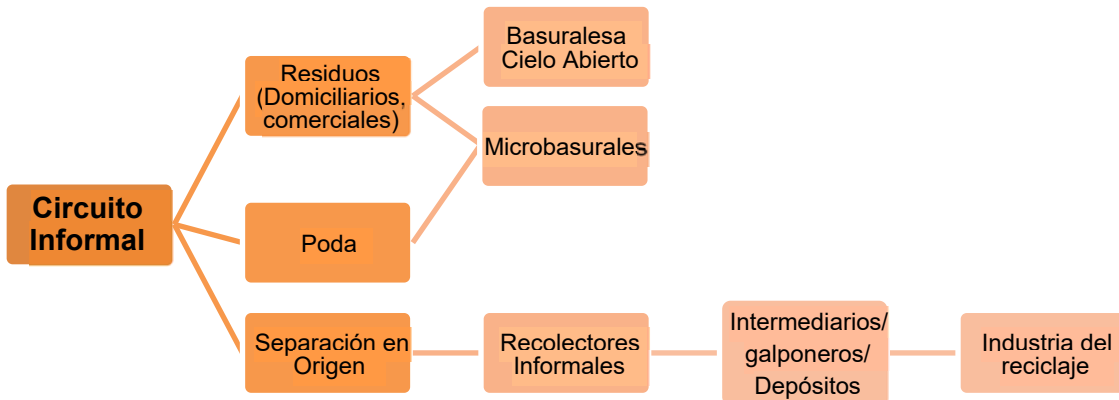 Circuito
Informal
Residuos
(Domiciliarios,
comerciales)
Basuralesa
Cielo Abierto
Microbasurales
Poda
Separación en
Origen
Recolectores
Informales
Intermediarios/
galponeros/
Depósitos
Industria del
reciclaje